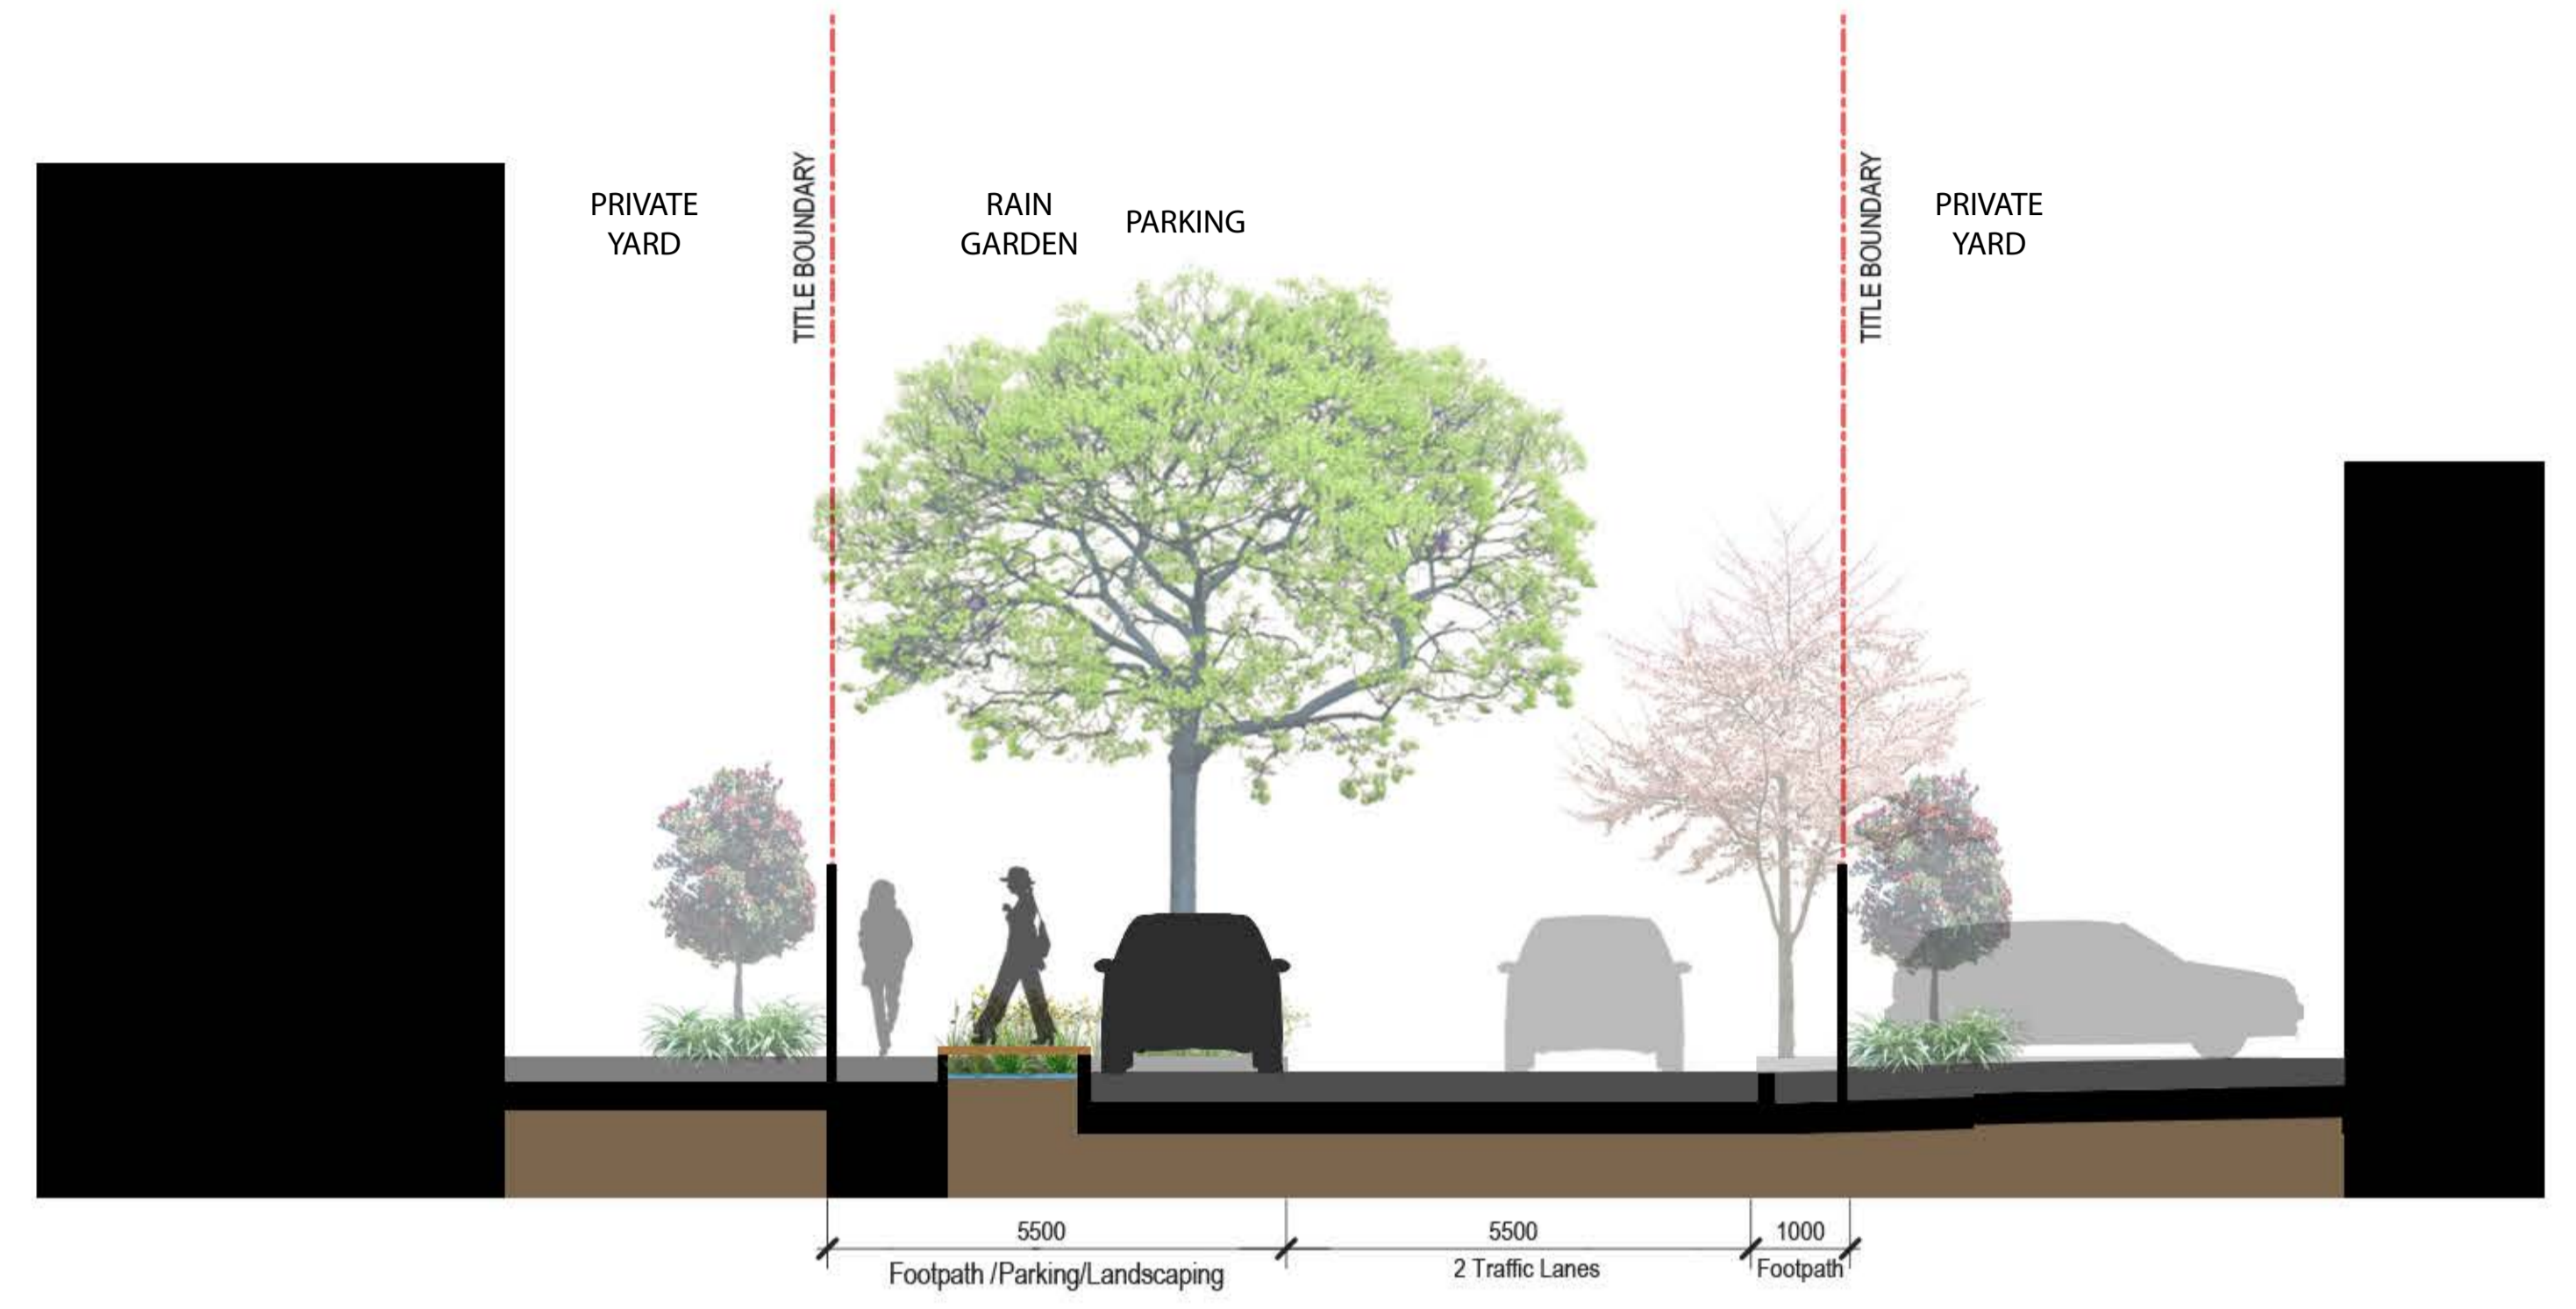 TITLE BOUNDARY
TITLE BOUNDARY
PRIVATE
YARD
RAIN
GARDEN
PARKING
PRIVATE
YARD
5500
5500
1000
Footpath /Parking/Landscaping
2 Traffic Lanes
Footpath